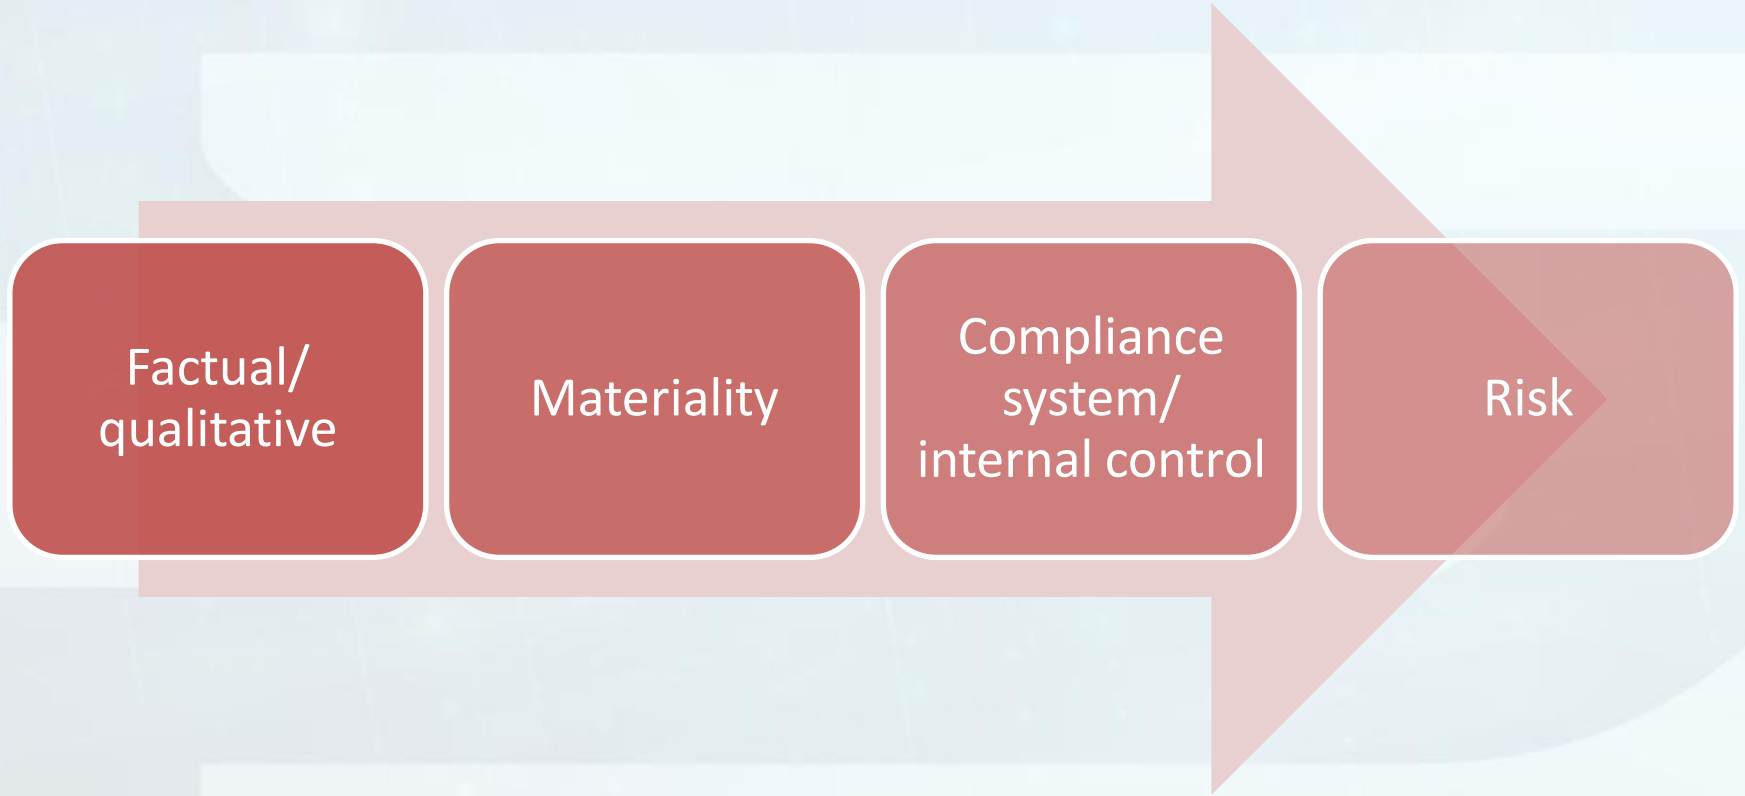 Factual/
qualitative
Materiality
Compliance
system/
internal control
Risk